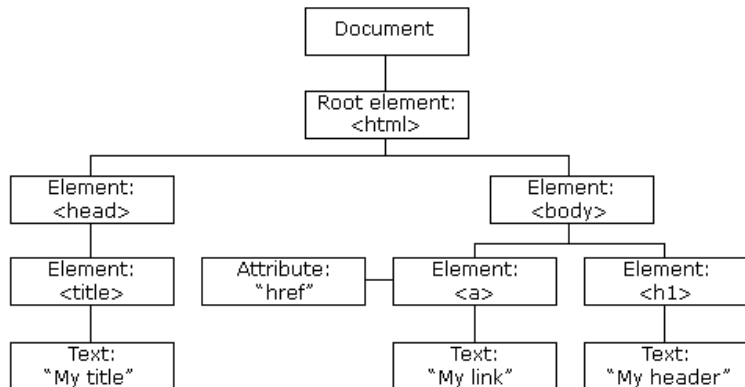 Document
Root element:
<html>
Element:
<head>
Element:
<body>
Element:
<title>
Attribute:
“href”
Element:
<a>
Element:
<h1>
Text:
“My title”
Text:
“My link”
Text:
“My header”